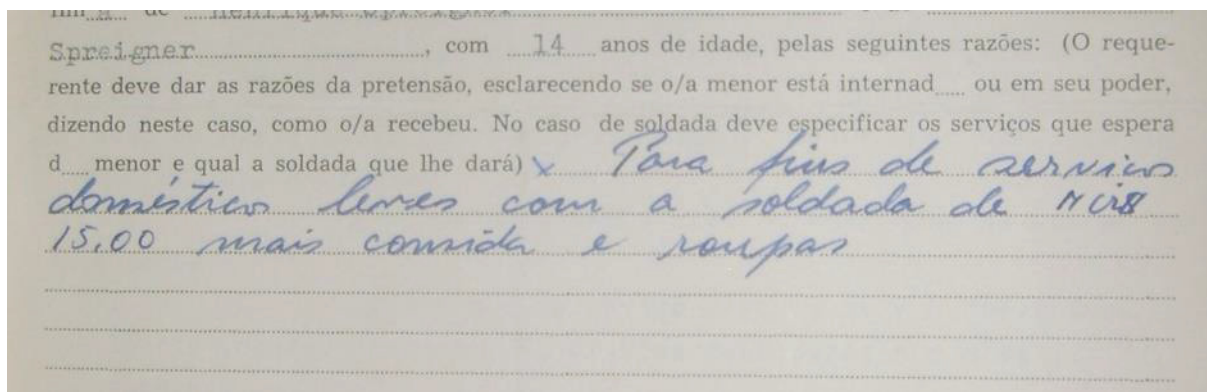 de Henrique Spreigner
Spreigner, com 14 anos de idade, pelas seguintes razões: (O reque-
rente deve dar as razões da pretensão, esclarecendo se o/a menor está internad ou em seu poder,
dizendo neste caso, como o/a recebeu. No caso de soldada deve especificar os serviços que espera
d menor e qual a soldada que lhe dará) x Para fins de serviços
domésticos leves com a soldada de
15,00 mais comida e roupas